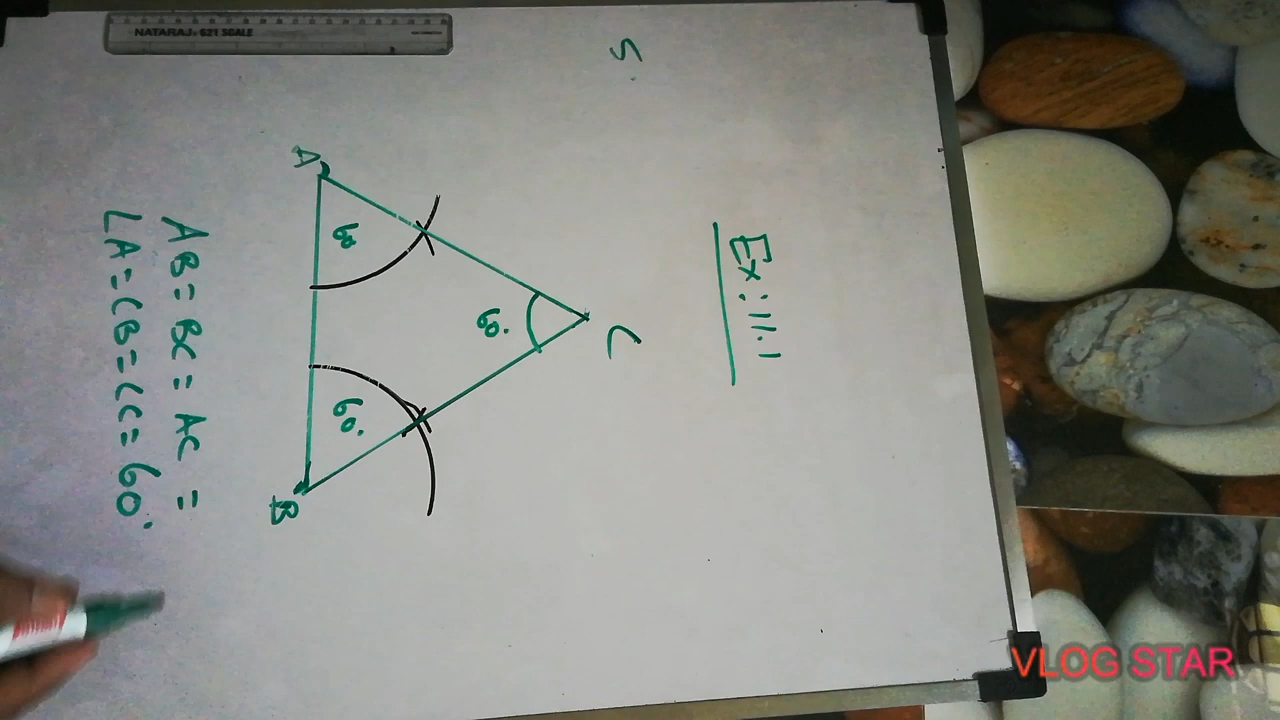 Ex:11.1
5.
C
60°
A
60
60°
B
AB = BC = AC =
∠A = ∠B = ∠C = 60°
NATARAJ 621 SCALE
VLOG STAR